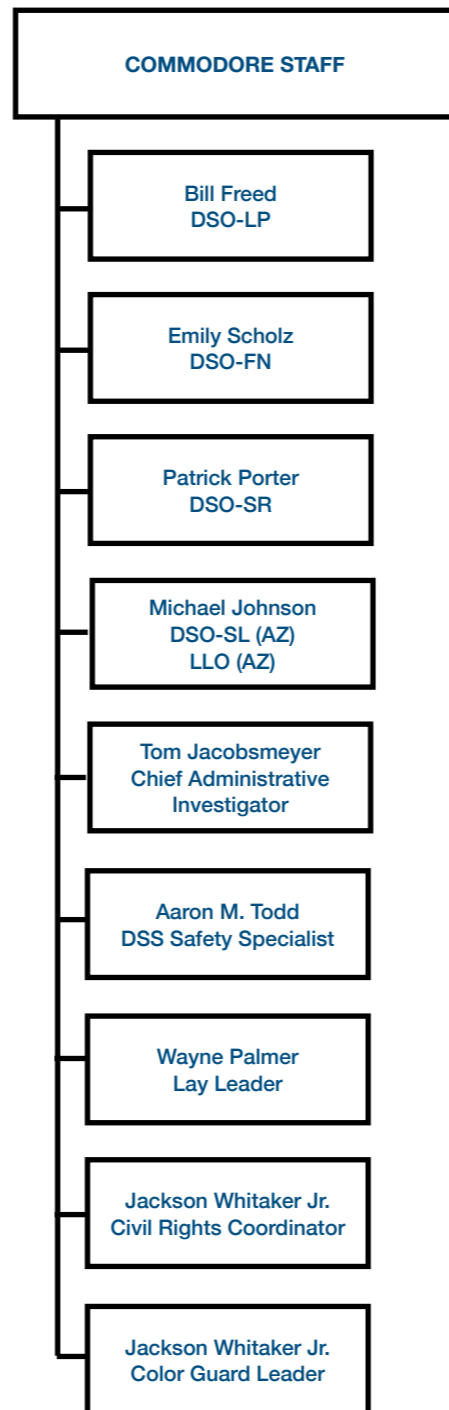 COMMODORE STAFF
Bill Freed
DSO-LP
Emily Scholz
DSO-FN
Patrick Porter
DSO-SR
Michael Johnson
DSO-SL (AZ)
LLO (AZ)
Tom Jacobsmeyer
Chief Administrative
Investigator
Aaron M. Todd
DSS Safety Specialist
Wayne Palmer
Lay Leader
Jackson Whitaker Jr.
Civil Rights Coordinator
Jackson Whitaker Jr.
Color Guard Leader